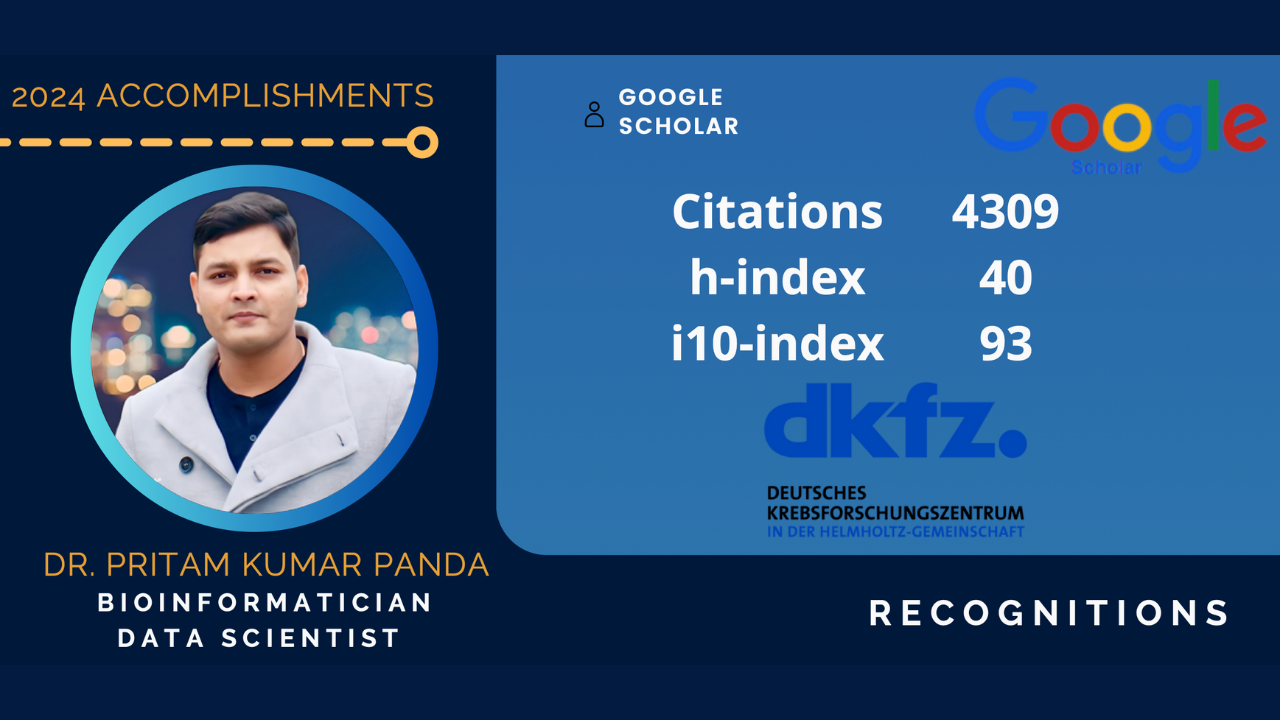 2024 ACCOMPLISHMENTS
DR. PRITAM KUMAR PANDA
BIOINFORMATICIAN
DATA SCIENTIST
GOOGLE
SCHOLAR
Google
Scholar
Citations 4309
h-index 40
i10-index 93
dkfz.
DEUTSCHES
KREBSFORSCHUNGSZENTRUM
IN DER HELMHOLTZ-GEMEINSCHAFT
RECOGNITIONS